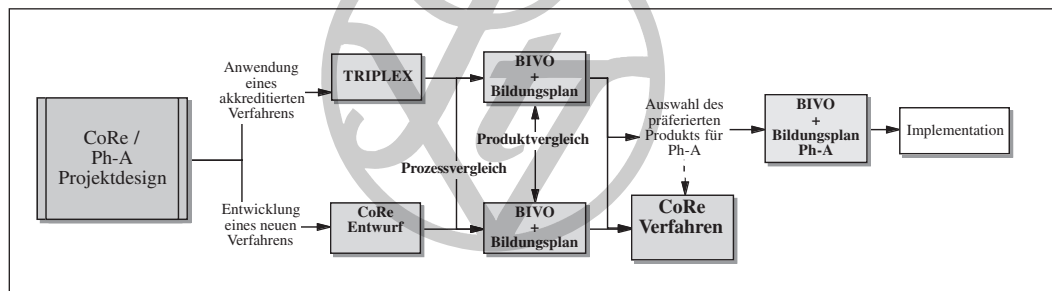 CoRe /
Ph-A
Projektdesign
Anwendung
eines
akkreditierten
Verfahrens
Entwicklung
eines neuen
Verfahrens
TRIPLEX
CoRe
Entwurf
Prozessvergleich
BIVO
+
Bildungsplan
Produktvergleich
BIVO
+
Bildungsplan
Auswahl des
präferierten
Produkts für
Ph-A
CoRe
Verfahren
BIVO
+
Bildungsplan
Ph-A
Implementation